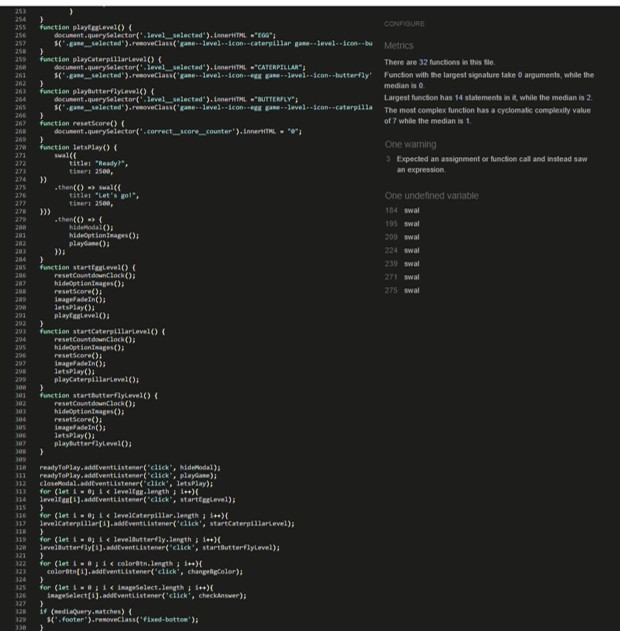 253 }
254 }
255 function playEggLevel() {
256 document.querySelector('.level__selected').innerHTML ="EGG";
257 $('.game__selected').removeClass('game--level--icon--caterpillar game--level--icon--bu
258 }
259 function playCaterpillarLevel() {
260 document.querySelector('.level__selected').innerHTML ="CATERPILLAR";
261 $('.game__selected').removeClass('game--level--icon--egg game--level--icon--butterfly'
262 }
263 function playButterflyLevel() {
264 document.querySelector('.level__selected').innerHTML ="BUTTERFLY";
265 $('.game__selected').removeClass('game--level--icon--egg game--level--icon--caterpilla
266 }
267 function resetScore() {
268 document.querySelector('.correct__score__counter').innerHTML = "0";
269 }
270 function letsPlay() {
271 swal({
272 title: "Ready?",
273 timer: 2500,
274 })
275 .then(() => swal({
276 title: "Let's go!",
277 timer: 2500,
278 }))
279 .then(() => {
280 hideModal();
281 hideOptionImages();
282 playGame();
283 });
284 }
285 function startEggLevel() {
286 resetCountdownClock();
287 hideOptionImages();
288 resetScore();
289 imageFadeIn();
290 letsPlay();
291 playEggLevel();
292 }
293 function startCaterpillarLevel() {
294 resetCountdownClock();
295 hideOptionImages();
296 resetScore();
297 imageFadeIn();
298 letsPlay();
299 playCaterpillarLevel();
300 }
301 function startButterflyLevel() {
302 resetCountdownClock();
303 hideOptionImages();
304 resetScore();
305 imageFadeIn();
306 letsPlay();
307 playButterflyLevel();
308 }
309
310 readyToPlay.addEventListener('click', hideModal);
311 readyToPlay.addEventListener('click', playGame);
312 closeModal.addEventListener('click', letsPlay);
313 for (let i = 0; i < levelEgg.length ; i++){
314 levelEgg[i].addEventListener('click', startEggLevel);
315 }
316 for (let i = 0; i < levelCaterpillar.length ; i++){
317 levelCaterpillar[i].addEventListener('click', startCaterpillarLevel);
318 }
319 for (let i = 0; i < levelButterfly.length ; i++){
320 levelButterfly[i].addEventListener('click', startButterflyLevel);
321 }
322 for (let i = 0 ; i < colorBtn.length ; i++){
323 colorBtn[i].addEventListener('click', changeBgColor);
324 }
325 for (let i = 0 ; i < imageSelect.length ; i++){
326 imageSelect[i].addEventListener('click', checkAnswer);
327 }
328 if (mediaQuery.matches) {
329 $('.footer').removeClass('fixed-bottom');
330 }
CONFIGURE
Metrics
There are 32 functions in this file.
Function with the largest signature take 0 arguments, while the
median is 0.
Largest function has 14 statements in it, while the median is 2.
The most complex function has a cyclomatic complexity value
of 7 while the median is 1.
One warning
3 Expected an assignment or function call and instead saw
an expression.
One undefined variable
184 swal
195 swal
209 swal
224 swal
239 swal
271 swal
275 swal